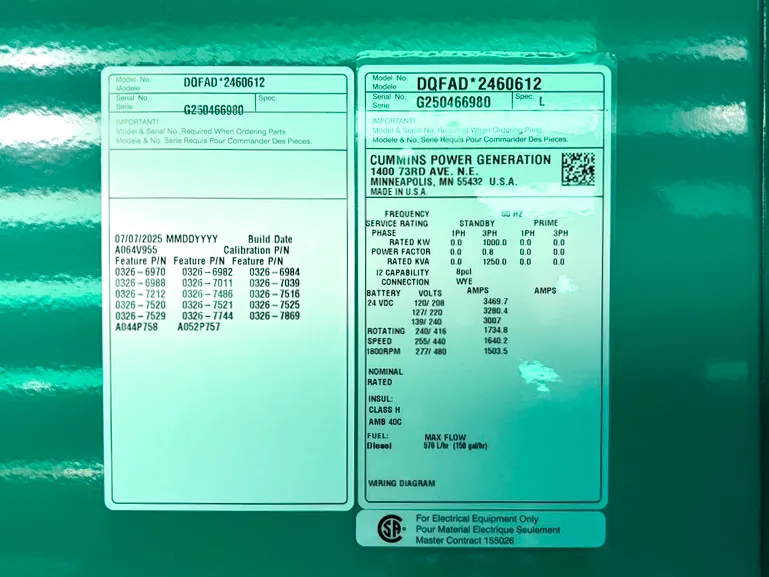 Model No. DQFAD*2460612
Modele
Serial No. Spec.
Serie G250466980
IMPORTANT!
Model & Serial No. Required When Ordering Parts.
Modele & No. Serie Requis Pour Commander Des Pieces.
07/07/2025 MMDDYYYY Build Date
A064V955 Calibration P/N
Feature P/N Feature P/N Feature P/N
0326-6970 0326-6982 0326-6984
0326-6988 0326-7011 0326-7039
0326-7212 0326-7486 0326-7516
0326-7520 0326-7521 0326-7525
0326-7529 0326-7744 0326-7869
A044P758 A052P757
Model No. DQFAD*2460612
Modele
Serial No. G250466980 Spec. L
Serie
IMPORTANT!
Model & Serial No. Required When Ordering Parts.
Modele & No. Serie Requis Pour Commander Des Pieces.
CUMMINS POWER GENERATION
1400 73RD AVE. N.E.
MINNEAPOLIS, MN 55432 U.S.A.
MADE IN U.S.A.
FREQUENCY 60 HZ
SERVICE RATING STANDBY PRIME
PHASE 1PH 3PH 1PH 3PH
RATED KW 0.0 1000.0 0.0 0.0
POWER FACTOR 0.0 0.8 0.0 0.0
RATED KVA 0.0 1250.0 0.0 0.0
I2 CAPABILITY 8pct
CONNECTION WYE
BATTERY VOLTS AMPS AMPS
24 VDC 120/ 208 3469.7
127/ 220 3280.4
139/ 240 3007
ROTATING 240/ 416 1734.8
SPEED 255/ 440 1640.2
1800RPM 277/ 480 1503.5
NOMINAL
RATED
INSUL:
CLASS H
AMB 40C
FUEL: MAX FLOW
Diesel 570 L/hr (150 gal/hr)
WIRING DIAGRAM
CSA
For Electrical Equipment Only
Pour Material Electrique Seulement
Master Contract 155026